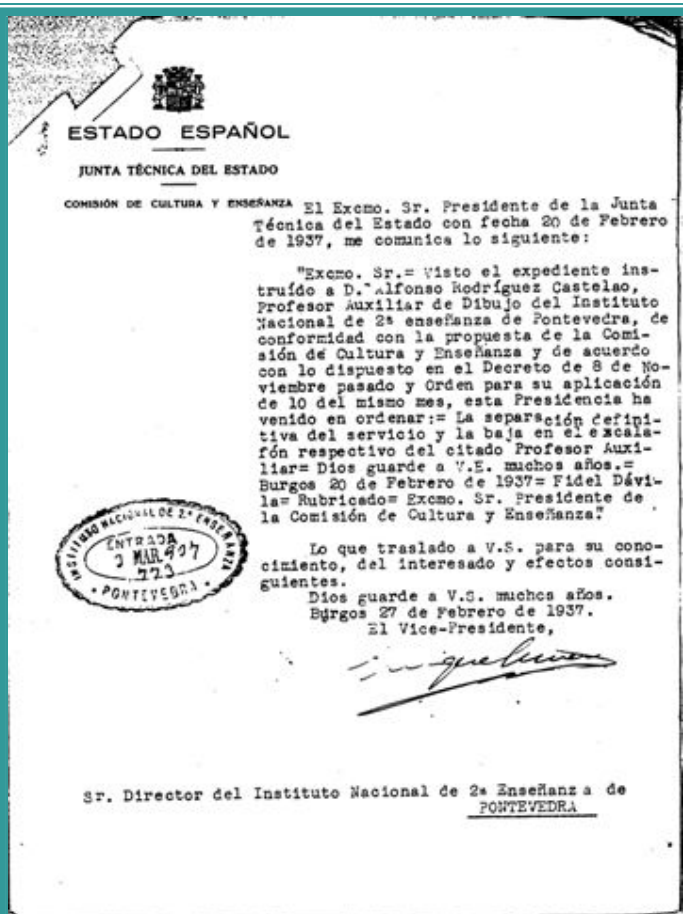 ESTADO ESPAÑOL
JUNTA TÉCNICA DEL ESTADO
COMISIÓN DE CULTURA Y ENSEÑANZA
El Excmo. Sr. Presidente de la Junta
Técnica del Estado con fecha 20 de Febrero
de 1937, me comunica lo siguiente:
"Excmo. Sr.= Visto el expediente ins-
truído a D. Alfonso Rodríguez Castelao,
Profesor Auxiliar de Dibujo del Instituto
Nacional de 2ª enseñanza de Pontevedra, de
conformidad con la propuesta de la Comi-
sión de Cultura y Enseñanza y de acuerdo
con lo dispuesto en el Decreto de 8 de No-
viembre pasado y Orden para su aplicación
de 10 del mismo mes, esta Presidencia ha
venido en ordenar:= La separación defini-
tiva del servicio y la baja en el escala-
fón respectivo del citado Profesor Auxi-
liar= Dios guarde a V.E. muchos años.=
Burgos 20 de Febrero de 1937= Fidel Dávi-
la= Rubricado= Excmo. Sr. Presidente de
la Comisión de Cultura y Enseñanza."
INSTITUTO NACIONAL DE 2ª ENSEÑANZA
ENTRADA
3 MAR 937
723
PONTEVEDRA
Lo que traslado a V.S. para su cono-
cimiento, del interesado y efectos consi-
guientes.
Dios guarde a V.S. muchos años.
Burgos 27 de Febrero de 1937.
El Vice-Presidente,
Sr. Director del Instituto Nacional de 2ª Enseñanza de
PONTEVEDRA